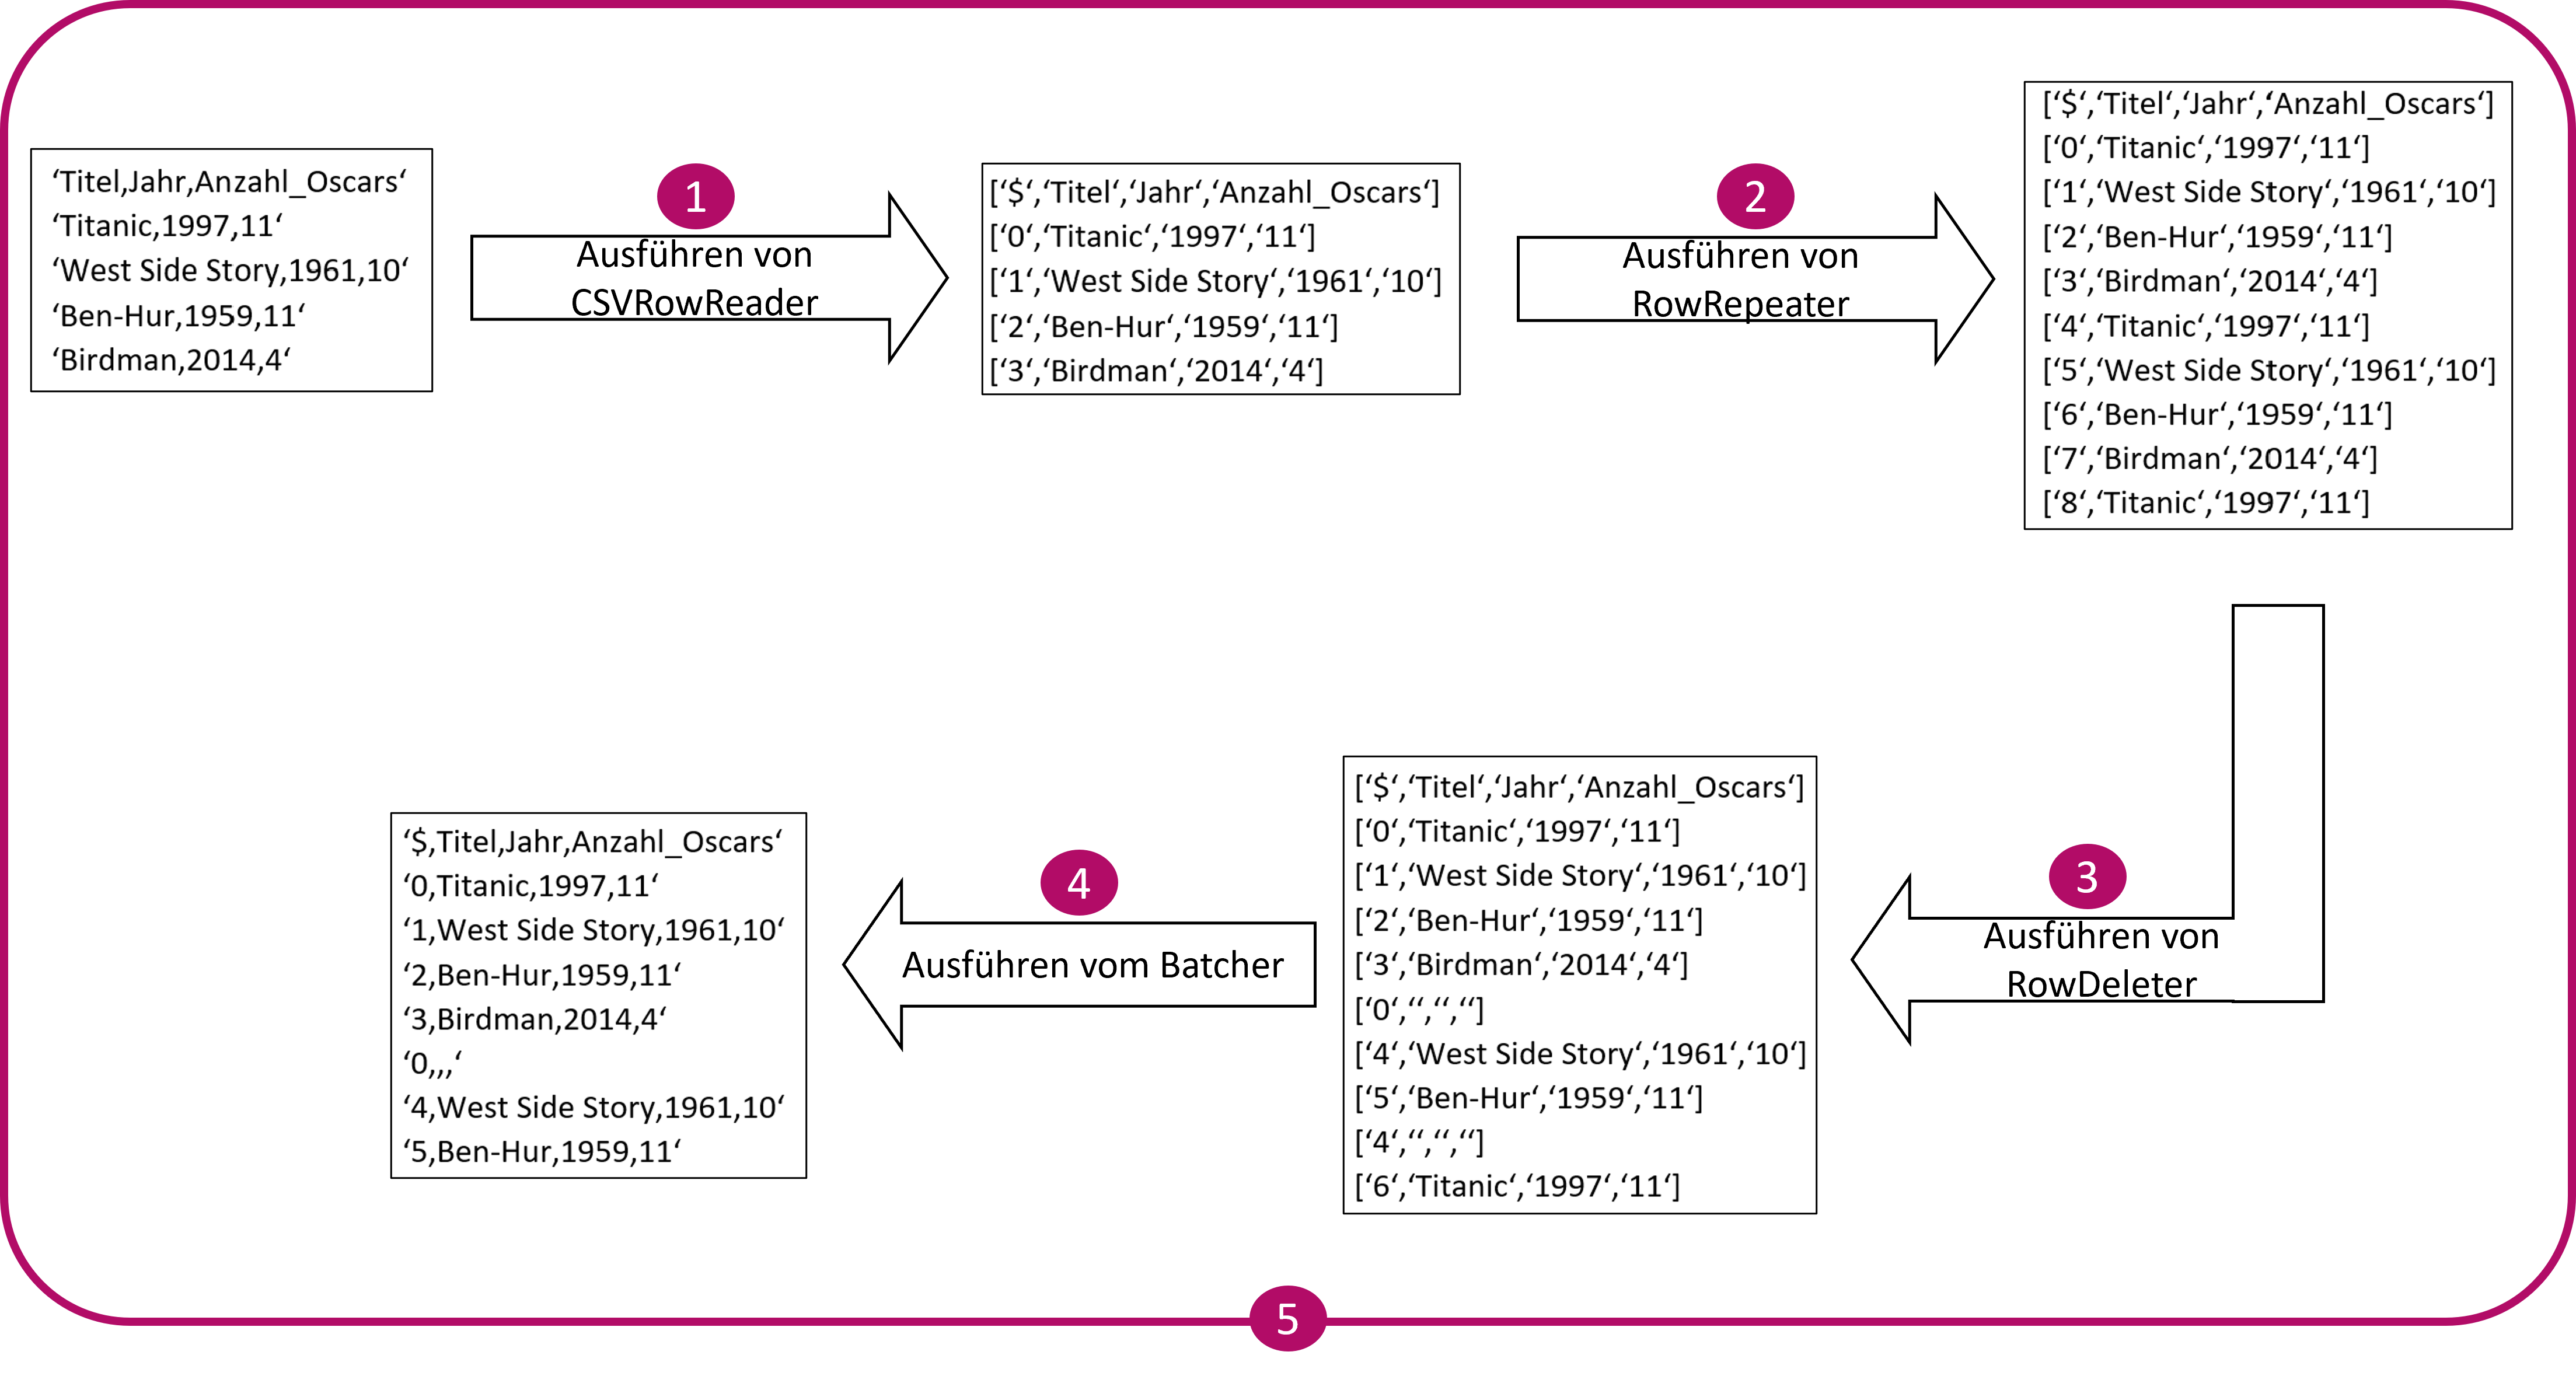 ‘Titel,Jahr,Anzahl_Oscars‘
‘Titanic,1997,11‘
‘West Side Story,1961,10‘
‘Ben-Hur,1959,11‘
‘Birdman,2014,4‘
1
Ausführen von
CSVRowReader
[‘$‘,‘Titel‘,‘Jahr‘,‘Anzahl_Oscars‘]
[‘0‘,‘Titanic‘,‘1997‘,‘11‘]
[‘1‘,‘West Side Story‘,‘1961‘,‘10‘]
[‘2‘,‘Ben-Hur‘,‘1959‘,‘11‘]
[‘3‘,‘Birdman‘,‘2014‘,‘4‘]
2
Ausführen von
RowRepeater
[‘$‘,‘Titel‘,‘Jahr‘,‘Anzahl_Oscars‘]
[‘0‘,‘Titanic‘,‘1997‘,‘11‘]
[‘1‘,‘West Side Story‘,‘1961‘,‘10‘]
[‘2‘,‘Ben-Hur‘,‘1959‘,‘11‘]
[‘3‘,‘Birdman‘,‘2014‘,‘4‘]
[‘4‘,‘Titanic‘,‘1997‘,‘11‘]
[‘5‘,‘West Side Story‘,‘1961‘,‘10‘]
[‘6‘,‘Ben-Hur‘,‘1959‘,‘11‘]
[‘7‘,‘Birdman‘,‘2014‘,‘4‘]
[‘8‘,‘Titanic‘,‘1997‘,‘11‘]
3
Ausführen von
RowDeleter
[‘$‘,‘Titel‘,‘Jahr‘,‘Anzahl_Oscars‘]
[‘0‘,‘Titanic‘,‘1997‘,‘11‘]
[‘1‘,‘West Side Story‘,‘1961‘,‘10‘]
[‘2‘,‘Ben-Hur‘,‘1959‘,‘11‘]
[‘3‘,‘Birdman‘,‘2014‘,‘4‘]
[‘0‘,‘‘,‘‘,‘‘]
[‘4‘,‘West Side Story‘,‘1961‘,‘10‘]
[‘5‘,‘Ben-Hur‘,‘1959‘,‘11‘]
[‘4‘,‘‘,‘‘,‘‘]
[‘6‘,‘Titanic‘,‘1997‘,‘11‘]
4
Ausführen vom Batcher
‘$,Titel,Jahr,Anzahl_Oscars‘
‘0,Titanic,1997,11‘
‘1,West Side Story,1961,10‘
‘2,Ben-Hur,1959,11‘
‘3,Birdman,2014,4‘
‘0,,,‘
‘4,West Side Story,1961,10‘
‘5,Ben-Hur,1959,11‘
5